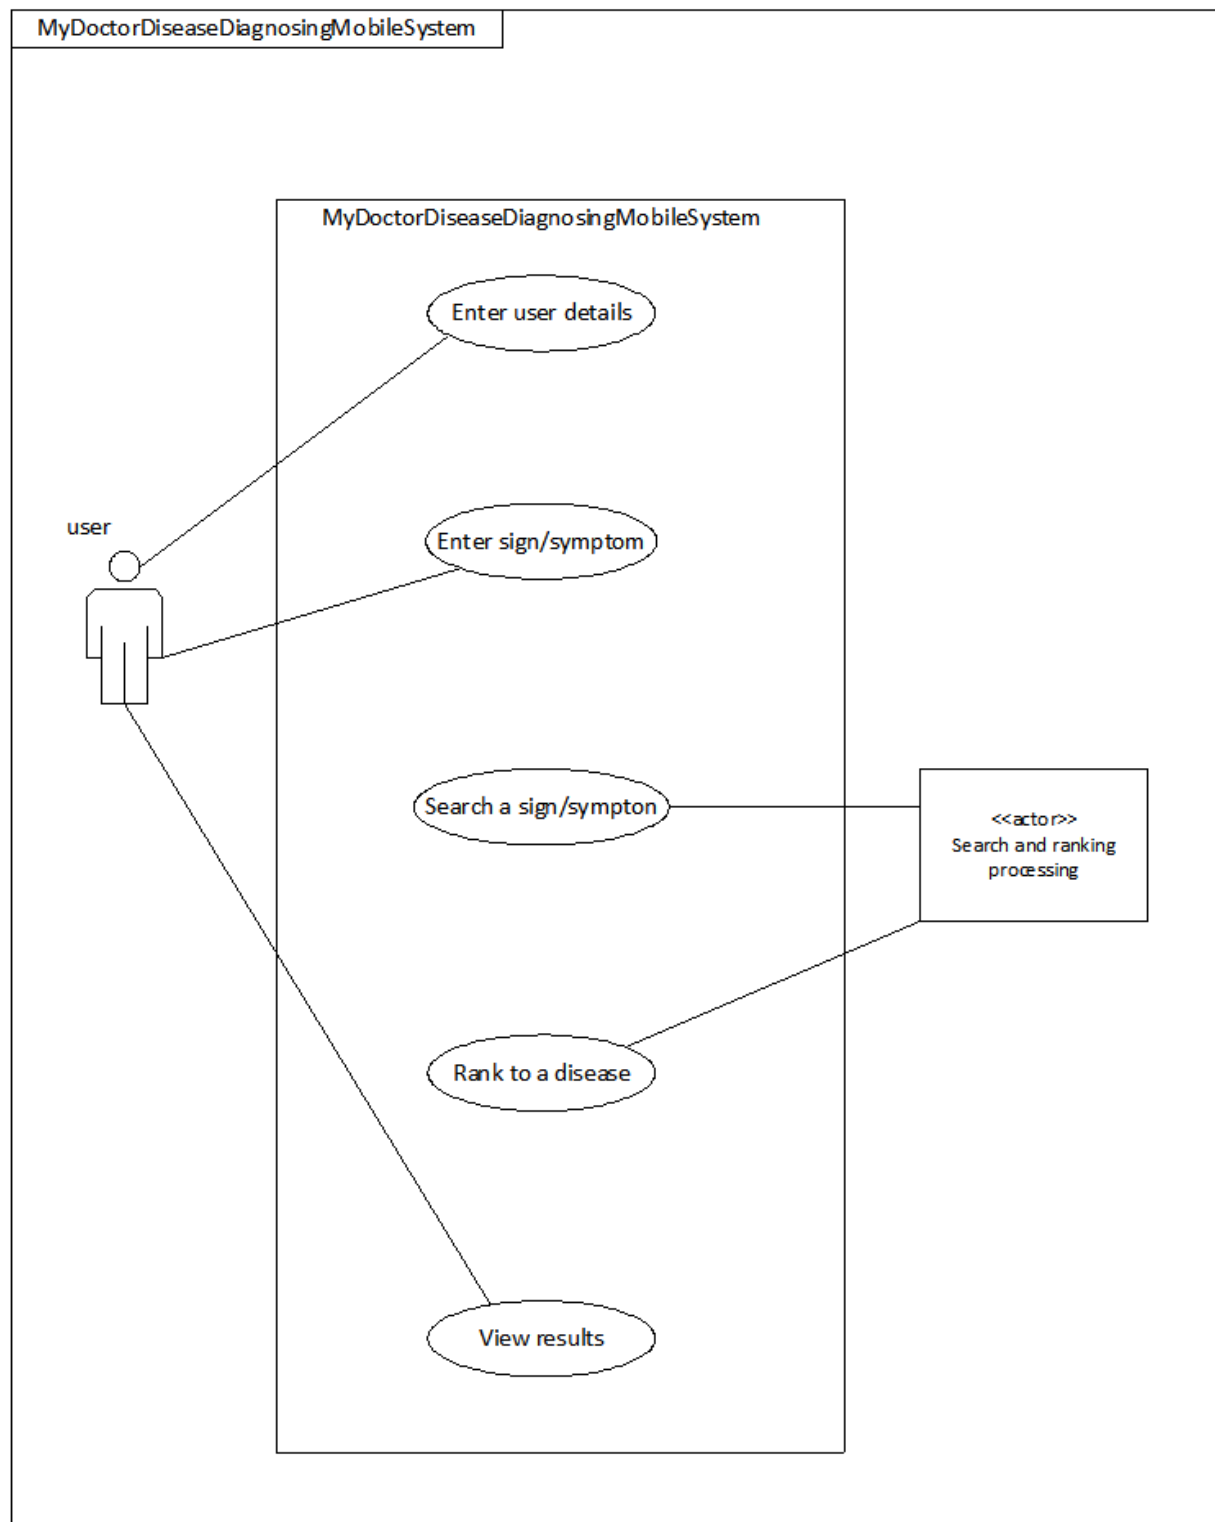 MyDoctorDiseaseDiagnosingMobileSystem
MyDoctorDiseaseDiagnosingMobileSystem
Enter user details
user
Enter sign/symptom
Search a sign/sympton
<<actor>>
Search and ranking
processing
Rank to a disease
View results